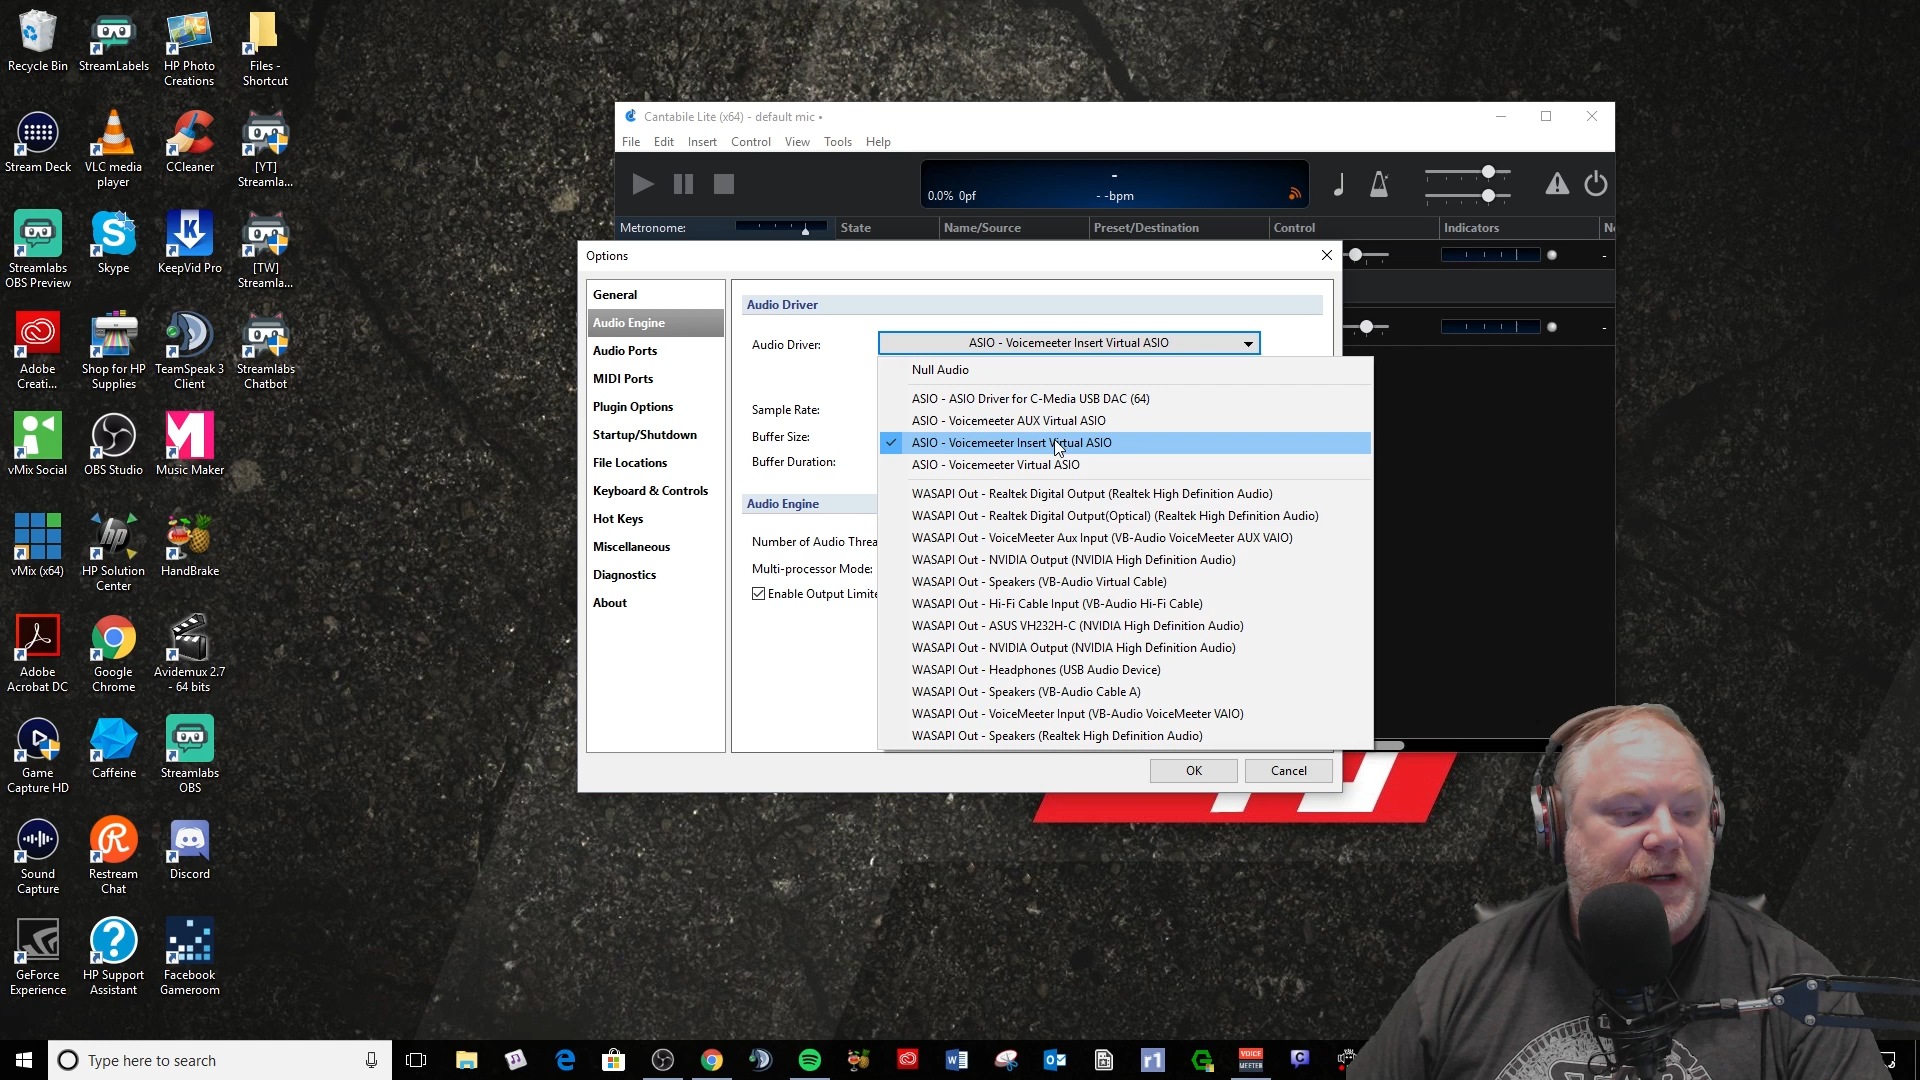 Recycle Bin
StreamLabels
HP Photo
Creations
Files -
Shortcut
Stream Deck
VLC media
player
CCleaner
[YT]
Streamla...
Streamlabs
OBS Preview
Skype
KeepVid Pro
[TW]
Streamla...
Adobe
Creati...
Shop for HP
Supplies
TeamSpeak 3
Client
Streamlabs
Chatbot
vMix Social
OBS Studio
Music Maker
vMix (x64)
HP Solution
Center
HandBrake
Adobe
Acrobat DC
Google
Chrome
Avidemux 2.7
- 64 bits
Game
Capture HD
Caffeine
Streamlabs
OBS
Sound
Capture
Restream
Chat
Discord
GeForce
Experience
HP Support
Assistant
Facebook
Gameroom
Cantabile Lite (x64) - default mic •
File Edit Insert Control View Tools Help
-
0.0% 0pf - -bpm
Metronome: State Name/Source Preset/Destination Control Indicators
Options
General
Audio Engine
Audio Ports
MIDI Ports
Plugin Options
Startup/Shutdown
File Locations
Keyboard & Controls
Hot Keys
Miscellaneous
Diagnostics
About
Audio Driver
Audio Driver: ASIO - Voicemeeter Insert Virtual ASIO
Sample Rate:
Buffer Size:
Buffer Duration:
Audio Engine
Number of Audio Threa
Multi-processor Mode:
Enable Output Limite
Null Audio
ASIO - ASIO Driver for C-Media USB DAC (64)
ASIO - Voicemeeter AUX Virtual ASIO
ASIO - Voicemeeter Insert Virtual ASIO
ASIO - Voicemeeter Virtual ASIO
WASAPI Out - Realtek Digital Output (Realtek High Definition Audio)
WASAPI Out - Realtek Digital Output(Optical) (Realtek High Definition Audio)
WASAPI Out - VoiceMeeter Aux Input (VB-Audio VoiceMeeter AUX VAIO)
WASAPI Out - NVIDIA Output (NVIDIA High Definition Audio)
WASAPI Out - Speakers (VB-Audio Virtual Cable)
WASAPI Out - Hi-Fi Cable Input (VB-Audio Hi-Fi Cable)
WASAPI Out - ASUS VH232H-C (NVIDIA High Definition Audio)
WASAPI Out - NVIDIA Output (NVIDIA High Definition Audio)
WASAPI Out - Headphones (USB Audio Device)
WASAPI Out - Speakers (VB-Audio Cable A)
WASAPI Out - VoiceMeeter Input (VB-Audio VoiceMeeter VAIO)
WASAPI Out - Speakers (Realtek High Definition Audio)
OK Cancel
Type here to search
r1
VOICE
MEETER